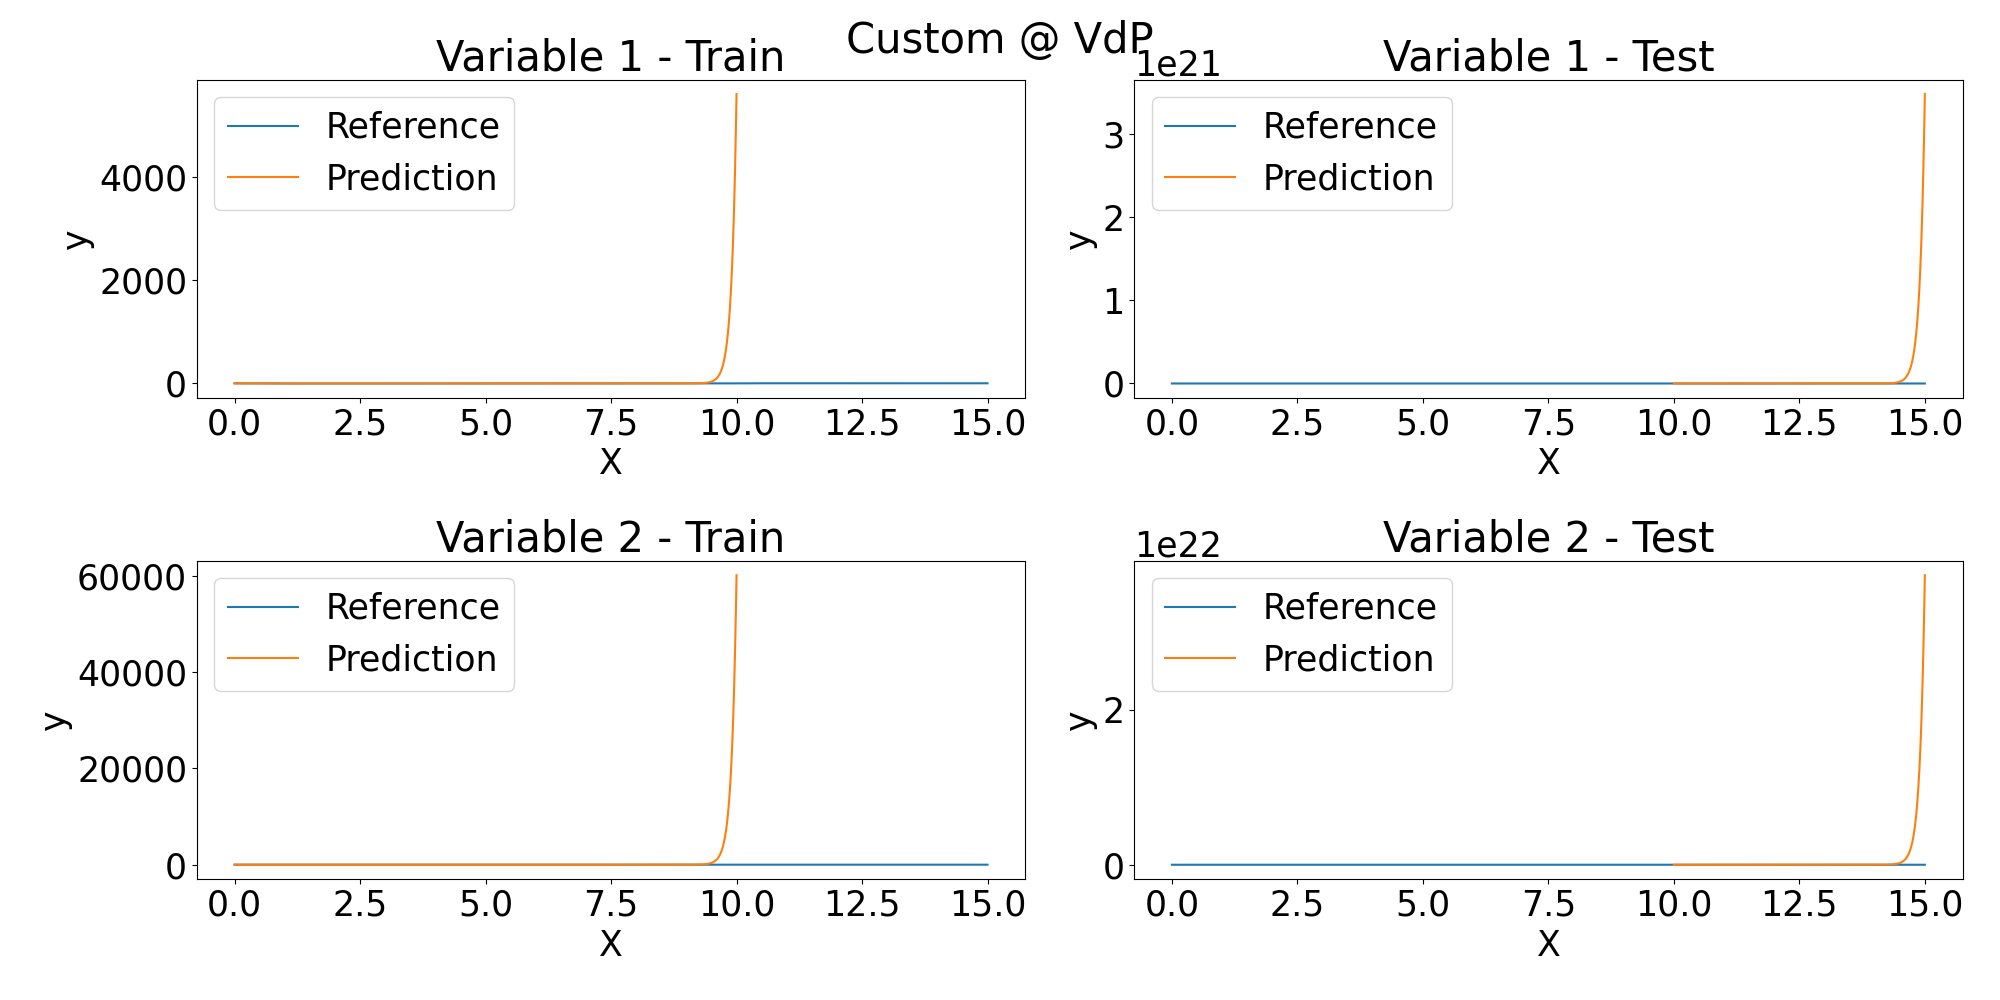 Custom @ VdP
Variable 1 - Train
Reference
Prediction
y
4000
2000
0
0.0 2.5 5.0 7.5 10.0 12.5 15.0
X
Variable 1 - Test
1e21
Reference
Prediction
y
3
2
1
0
0.0 2.5 5.0 7.5 10.0 12.5 15.0
X
Variable 2 - Train
Reference
Prediction
y
60000
40000
20000
0
0.0 2.5 5.0 7.5 10.0 12.5 15.0
X
Variable 2 - Test
1e22
Reference
Prediction
y
2
0
0.0 2.5 5.0 7.5 10.0 12.5 15.0
X